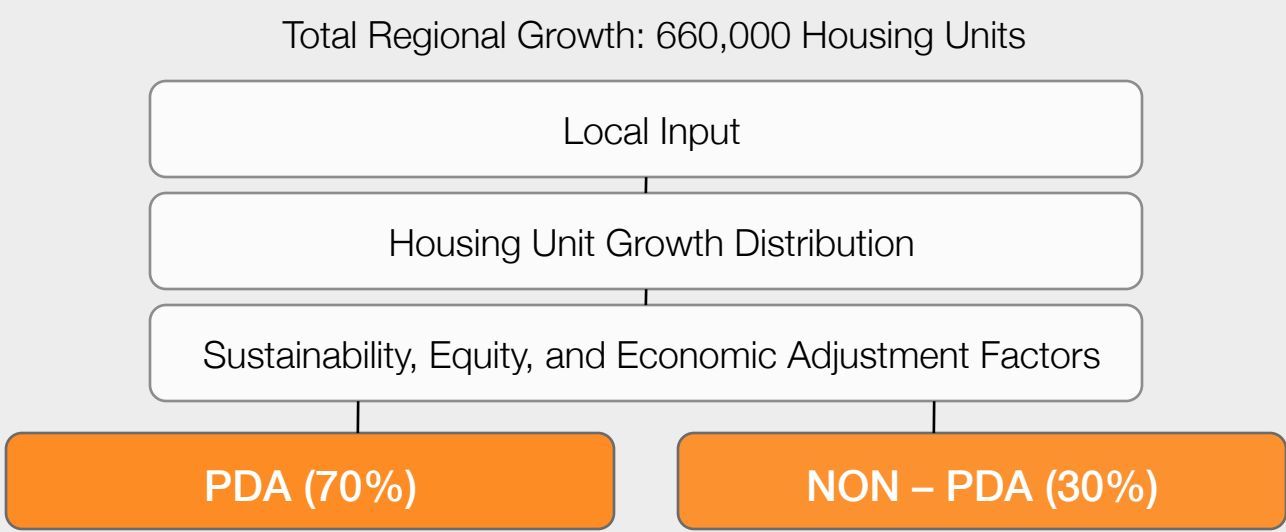 Total Regional Growth: 660,000 Housing Units
Local Input
Housing Unit Growth Distribution
Sustainability, Equity, and Economic Adjustment Factors
PDA (70%)
NON – PDA (30%)